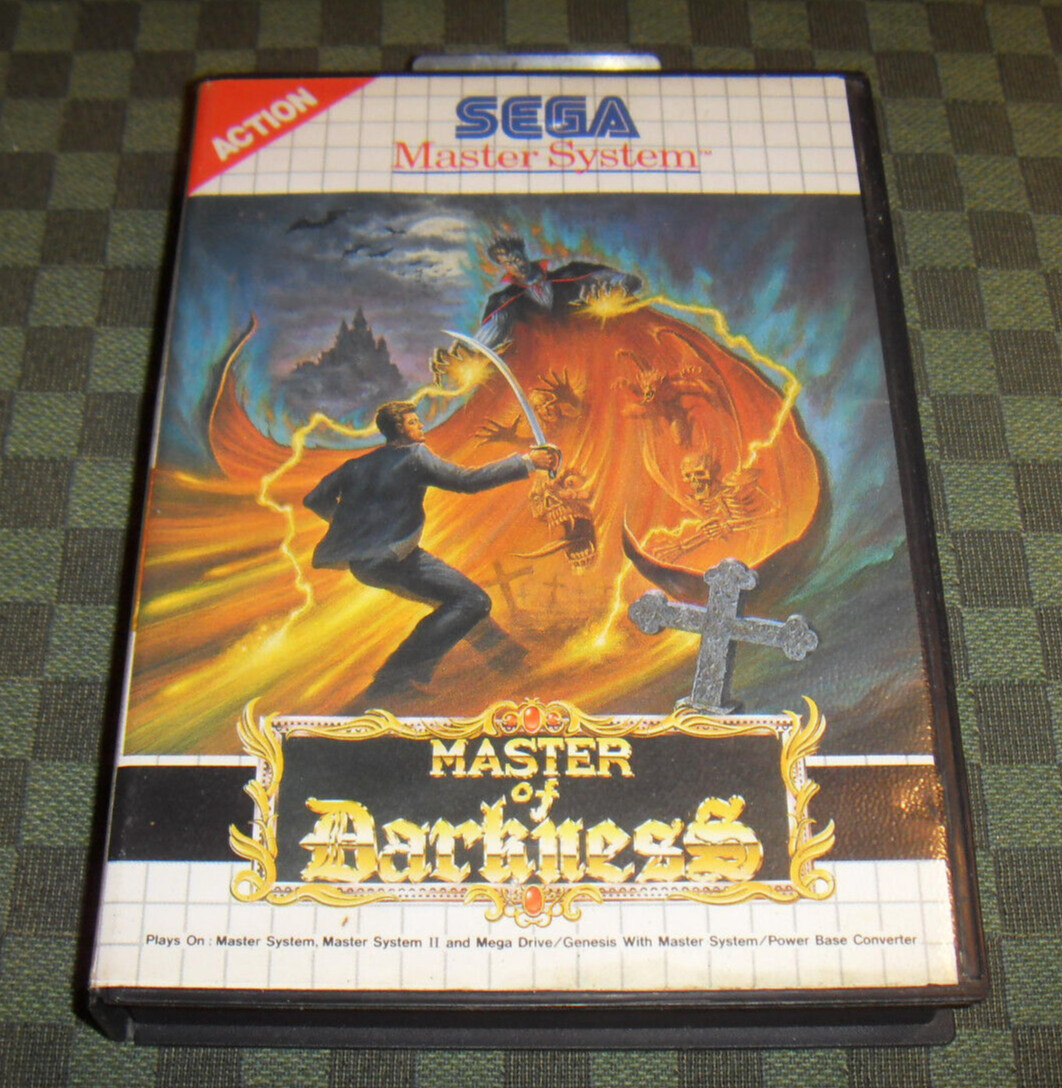 ACTION
SEGA
Master System™
MASTER
of
Darkness
Plays On : Master System, Master System II and Mega Drive/Genesis With Master System/Power Base Converter